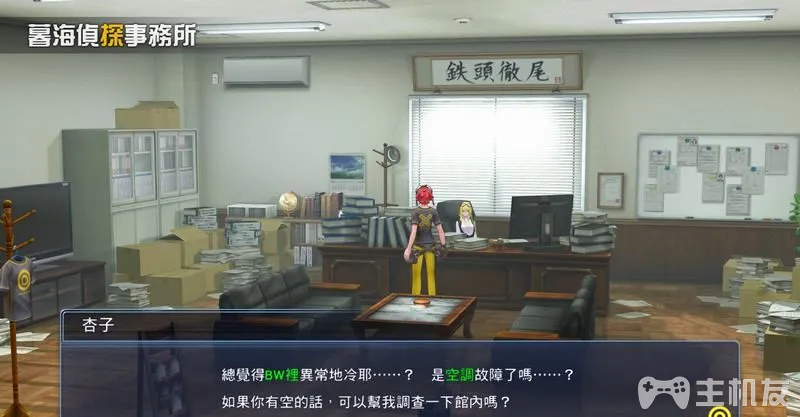 暮海偵探事務所
鉄頭徹尾
杏子
總覺得BW裡異常地冷耶……? 是空調故障了嗎……?
如果你有空的話,可以幫我調查一下館內嗎?
主机友